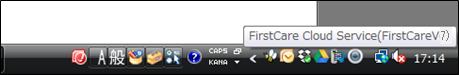 FirstCare Cloud Service(FirstCareV7)
A 般 CAPS KANA 17:14